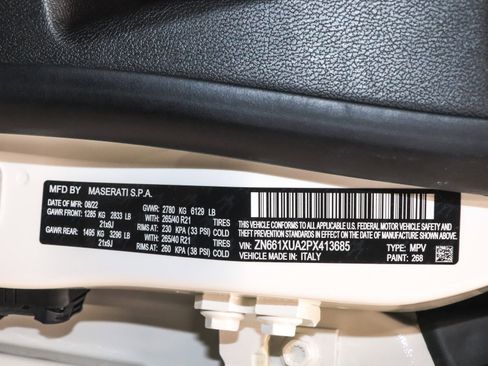 MFD BY MASERATI S.P.A.
DATE OF MFR: 08/22 GVWR: 2780 KG 6129 LB
GAWR FRONT: 1285 KG 2833 LB WITH: 265/40 R21 TIRES
21x9J RIMS AT: 230 KPA (33 PSI) COLD
GAWR REAR: 1495 KG 3296 LB WITH: 265/40 R21 TIRES
21x9J RIMS AT: 260 KPA (38 PSI) COLD
THIS VEHICLE CONFORMS TO ALL APPLICABLE FEDERAL MOTOR VEHICLE
SAFETY, BUMPER, AND THEFT PREVENTION STANDARDS IN
EFFECT ON THE DATE OF MANUFACTURE SHOWN ABOVE.
VIN: ZN661XUA2PX413685 TYPE: MPV
VEHICLE MADE IN: ITALY PAINT: 268